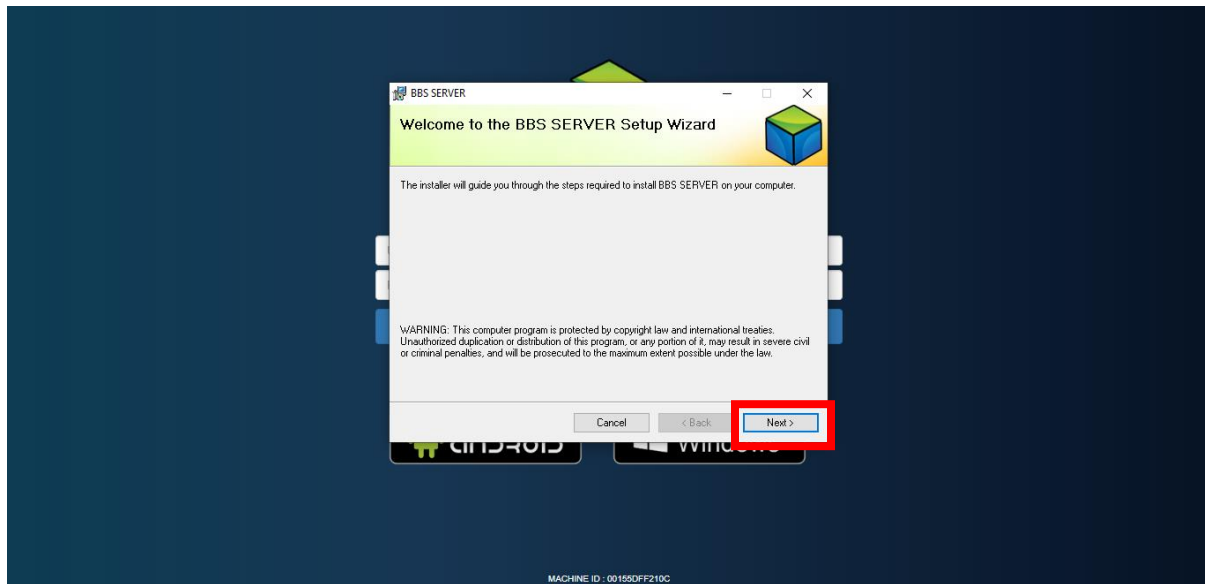 BBS SERVER
Welcome to the BBS SERVER Setup Wizard
The installer will guide you through the steps required to install BBS SERVER on your computer.
WARNING: This computer program is protected by copyright law and international treaties.
Unauthorized duplication or distribution of this program, or any portion of it, may result in severe civil
or criminal penalties, and will be prosecuted to the maximum extent possible under the law.
Cancel
< Back
Next >
MACHINE ID : 00155DFF210C